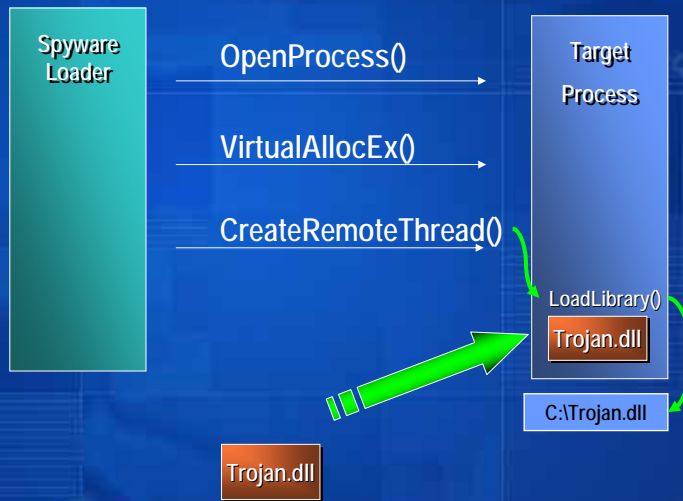 Spyware
Loader
OpenProcess()
Target
Process
VirtualAllocEx()
CreateRemoteThread()
LoadLibrary()
Trojan.dll
C:\Trojan.dll
Trojan.dll